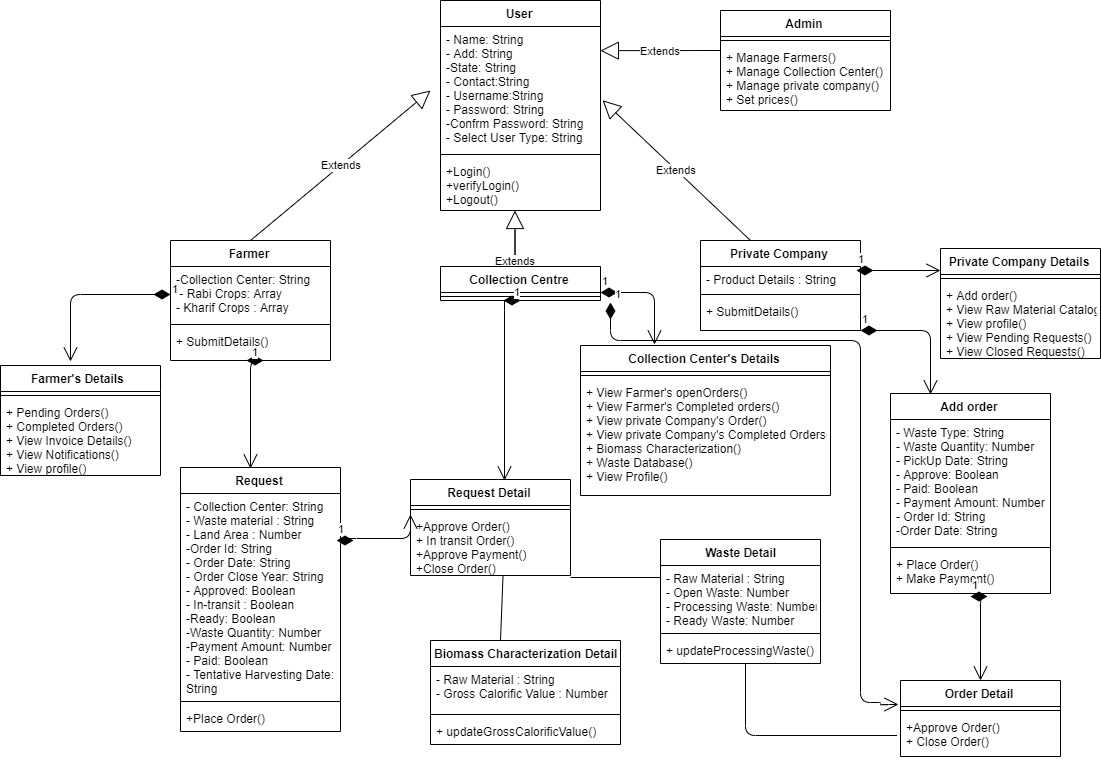 User
- Name: String
- Add: String
-State: String
- Contact:String
- Username:String
- Password: String
-Confrm Password: String
- Select User Type: String
+Login()
+verifyLogin()
+Logout()
Admin
+ Manage Farmers()
+ Manage Collection Center()
+ Manage private company()
+ Set prices()
Extends
Extends
Extends
Extends
Farmer
-Collection Center: String
- Rabi Crops: Array
- Kharif Crops : Array
+ SubmitDetails()
1
1
Collection Centre
1
1
1
Private Company
- Product Details : String
+ SubmitDetails()
1
1
Private Company Details
+ Add order()
+ View Raw Material Catalog
+ View profile()
+ View Pending Requests()
+ View Closed Requests()
Farmer's Details
+ Pending Orders()
+ Completed Orders()
+ View Invoice Details()
+ View Notifications()
+ View profile()
Collection Center's Details
+ View Farmer's openOrders()
+ View Farmer's Completed orders()
+ View private Company's Order()
+ View private Company's Completed Orders
+ Biomass Characterization()
+ Waste Database()
+ View Profile()
Add order
- Waste Type: String
- Waste Quantity: Number
- PickUp Date: String
- Approve: Boolean
- Paid: Boolean
- Payment Amount: Number
- Order Id: String
-Order Date: String
+ Place Order()
+ Make Payment()
1
Request
- Collection Center: String
- Waste material : String
- Land Area : Number
-Order Id: String
- Order Date: String
- Order Close Year: String
- Approved: Boolean
- In-transit : Boolean
-Ready: Boolean
-Waste Quantity: Number
-Payment Amount: Number
- Paid: Boolean
- Tentative Harvesting Date:
String
+Place Order()
1
Request Detail
+Approve Order()
+ In transit Order()
+Approve Payment()
+Close Order()
Waste Detail
- Raw Material : String
- Open Waste: Number
- Processing Waste: Number
- Ready Waste: Number
+ updateProcessingWaste()
Biomass Characterization Detail
- Raw Material : String
- Gross Calorific Value : Number
+ updateGrossCalorificValue()
Order Detail
+Approve Order()
+ Close Order()